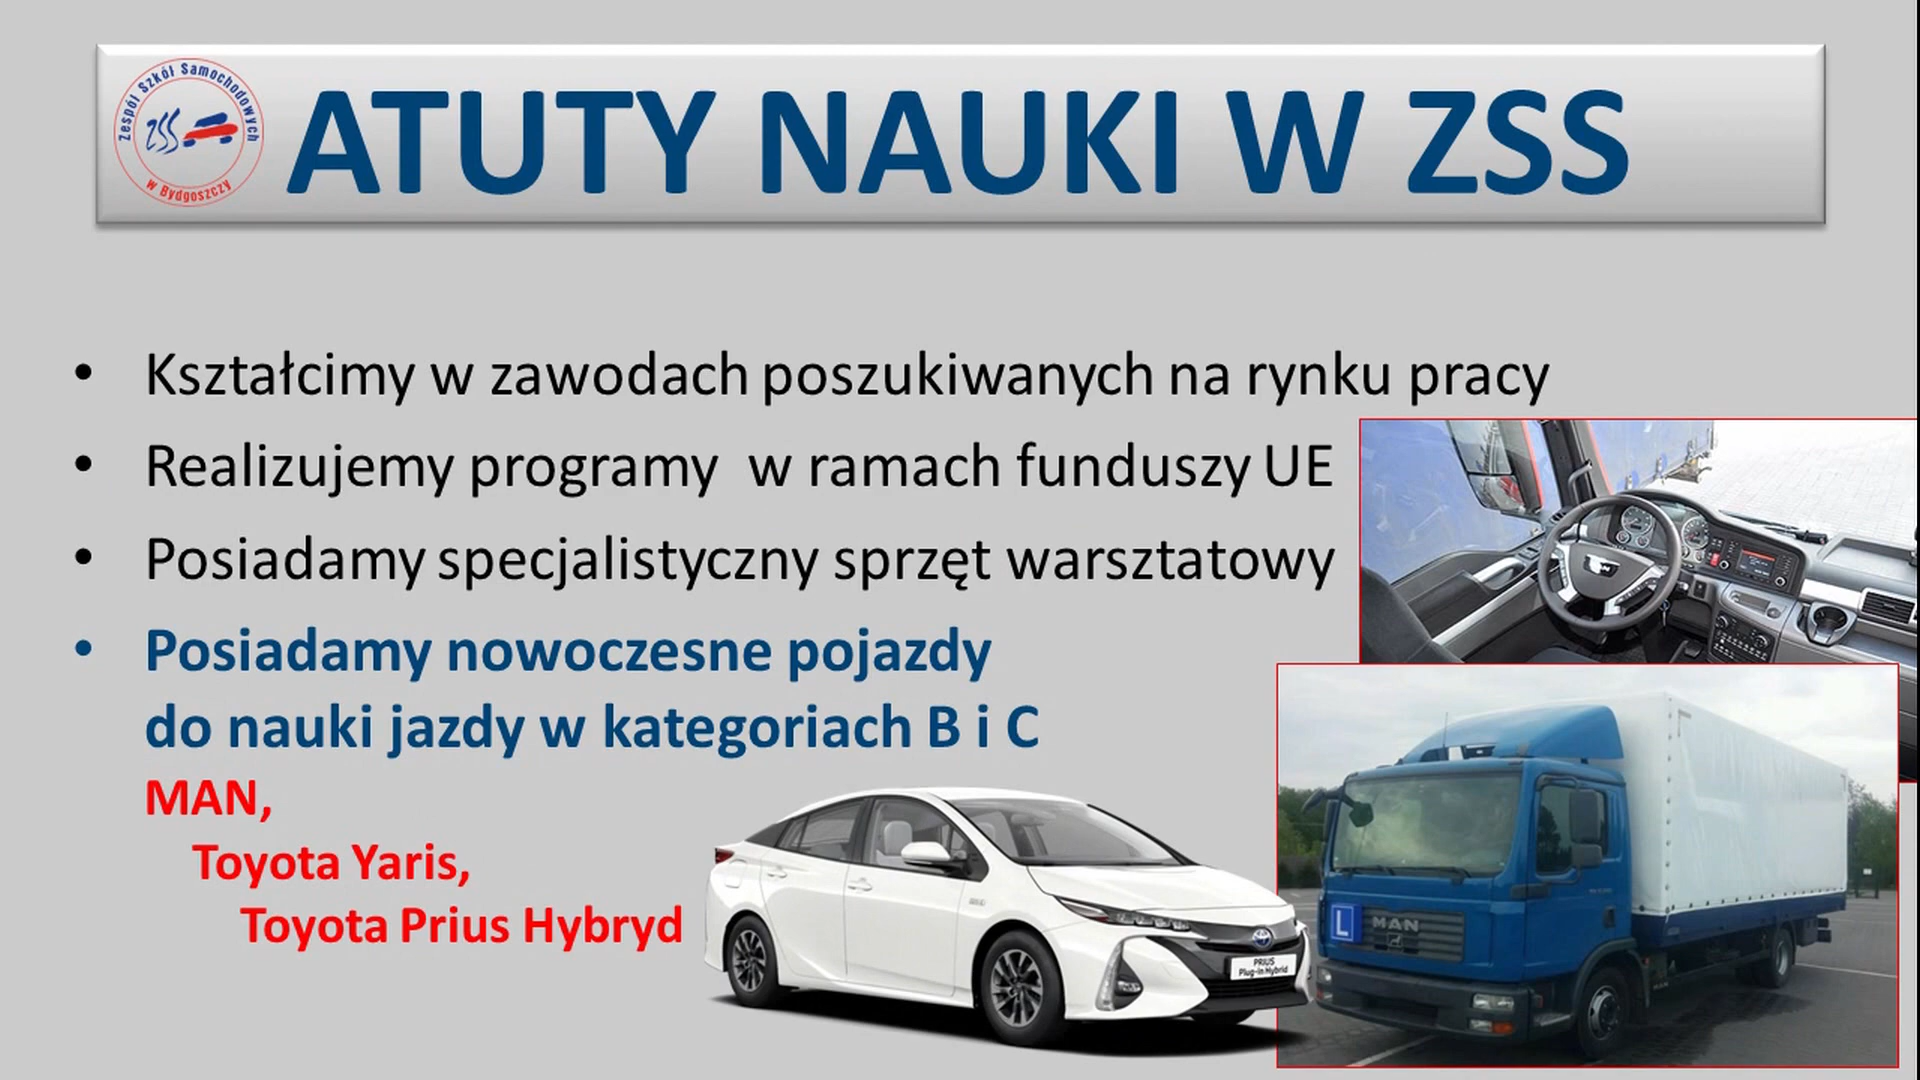 Zespół Szkół Samochodowych
ZSS
w Bydgoszczy
ATUTY NAUKI W ZSS
• Kształcimy w zawodach poszukiwanych na rynku pracy
• Realizujemy programy w ramach funduszy UE
• Posiadamy specjalistyczny sprzęt warsztatowy
• Posiadamy nowoczesne pojazdy
do nauki jazdy w kategoriach B i C
MAN,
Toyota Yaris,
Toyota Prius Hybryd
PRIUS
Plug-in Hybrid
L
MAN